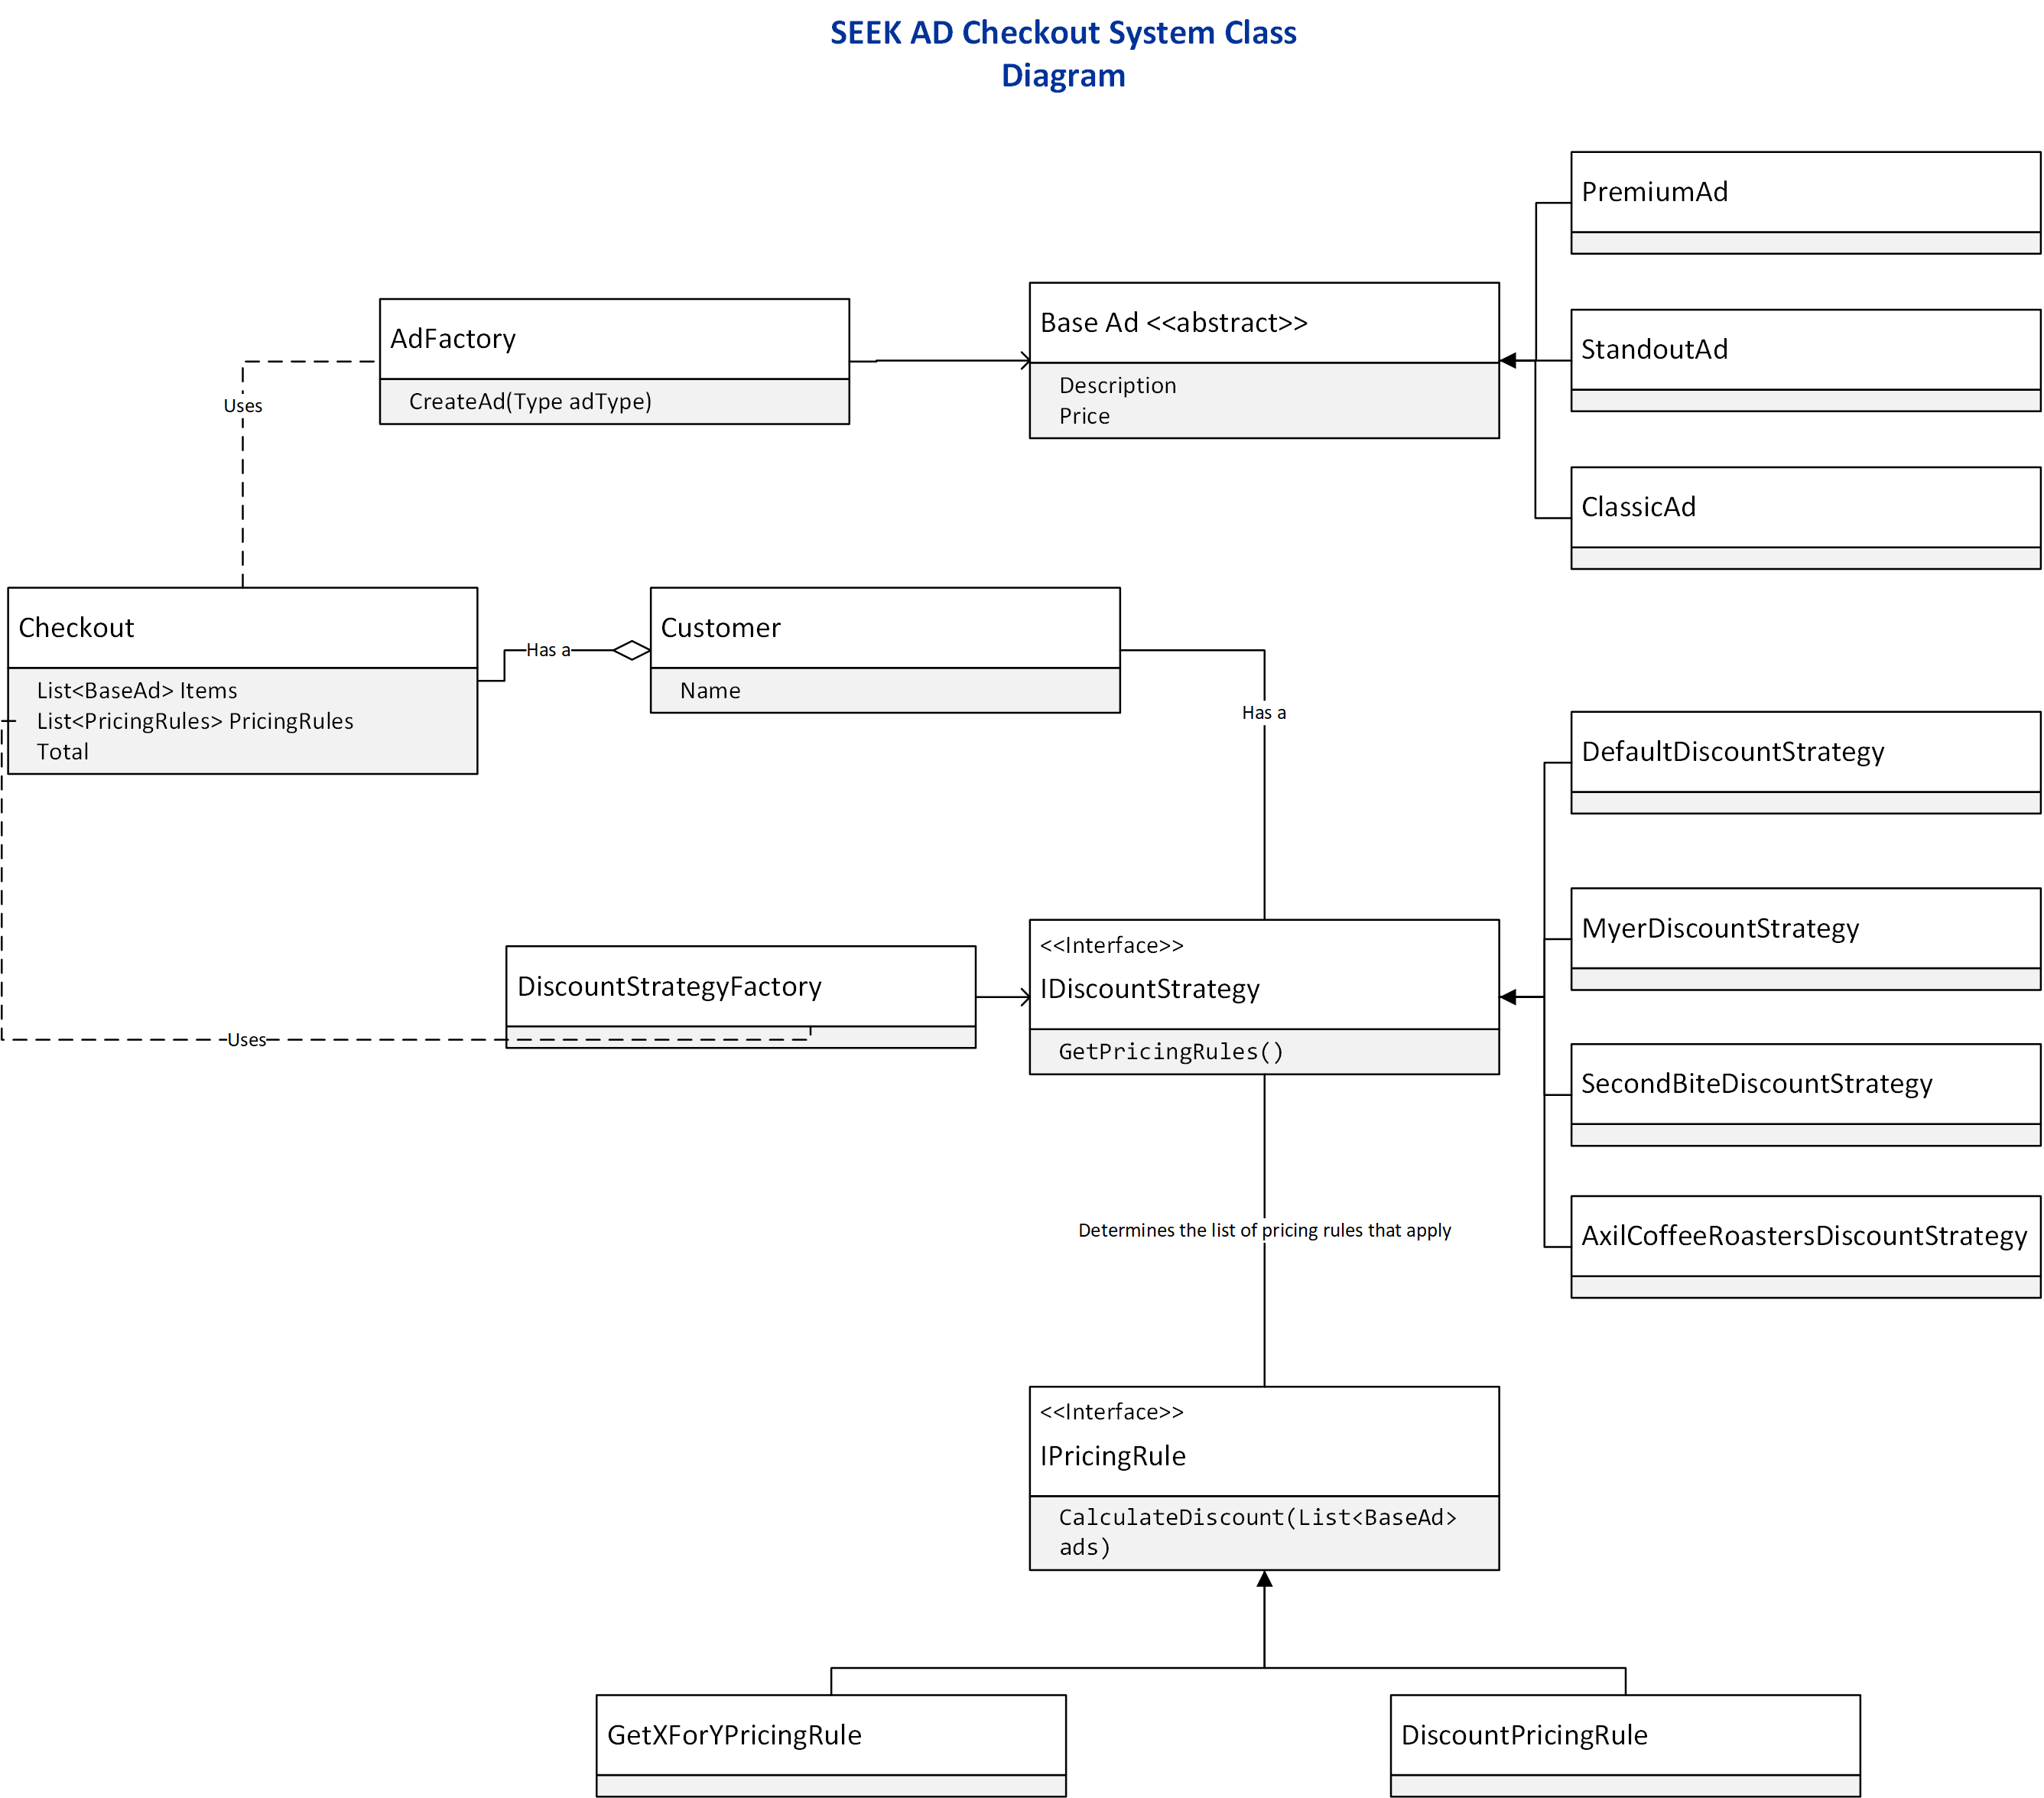 SEEK AD Checkout System Class
Diagram
PremiumAd
AdFactory
CreateAd(Type adType)
Base Ad <<abstract>>
Description
Price
StandoutAd
Uses
ClassicAd
Checkout
List<BaseAd> Items
List<PricingRules> PricingRules
Total
Has a
Customer
Name
Has a
DefaultDiscountStrategy
MyerDiscountStrategy
DiscountStrategyFactory
<<Interface>>
IDiscountStrategy
GetPricingRules()
Uses
SecondBiteDiscountStrategy
Determines the list of pricing rules that apply
AxilCoffeeRoastersDiscountStrategy
<<Interface>>
IPricingRule
CalculateDiscount(List<BaseAd>
ads)
GetXForYPricingRule
DiscountPricingRule